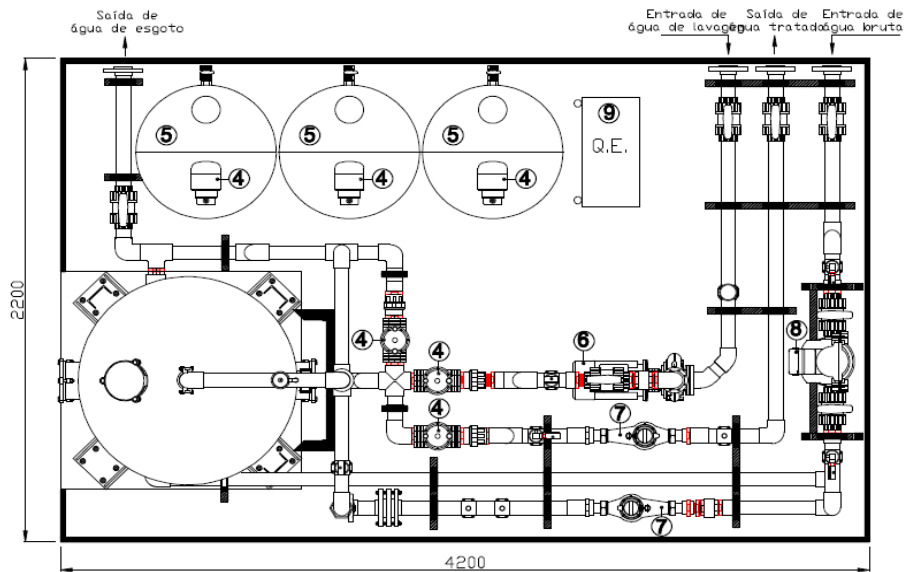 Saída de
água de esgoto
Entrada de
água de lavagem
Saída de
água tratada
Entrada de
água bruta
5
5
5
9
Q.E.
4
4
4
2200
4
6
8
4
4
7
7
4200